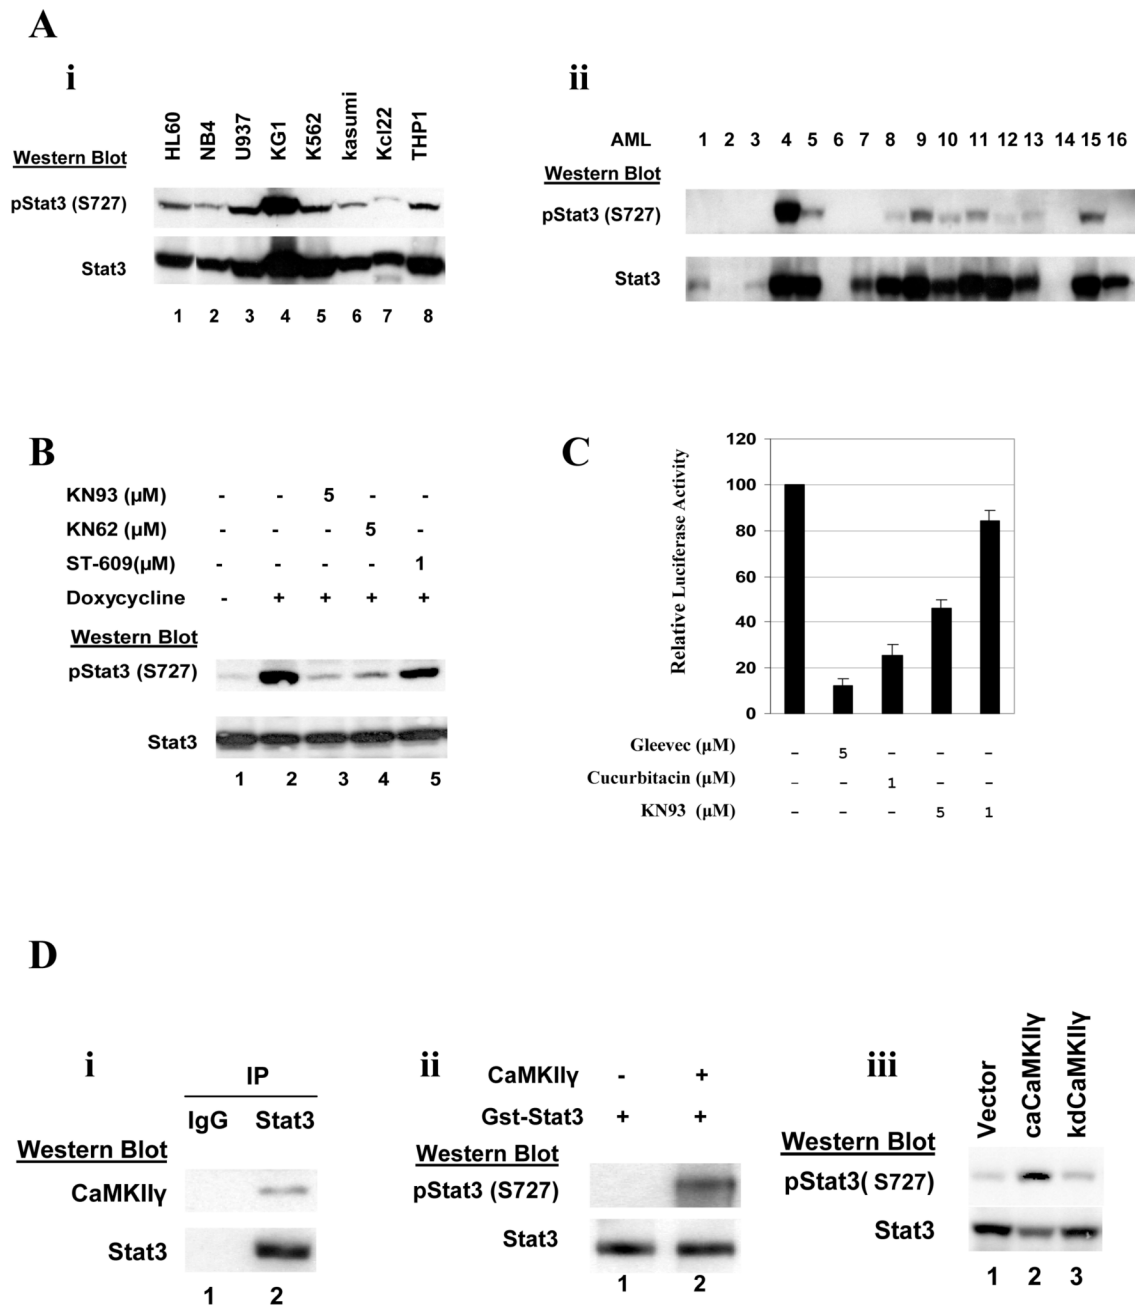 A
i
HL60 NB4 U937 KG1 K562 kasumi Kcl22 THP1
Western Blot
pStat3 (S727)
Stat3
1 2 3 4 5 6 7 8
ii
AML 1 2 3 4 5 6 7 8 9 10 11 12 13 14 15 16
Western Blot
pStat3 (S727)
Stat3
B
KN93 (µM) - - 5 - -
KN62 (µM) - - - 5 -
ST-609(µM) - - - - 1
Doxycycline - + + + +
Western Blot
pStat3 (S727)
Stat3
1 2 3 4 5
C
Relative Luciferase Activity
120
100
80
60
40
20
0
Gleevec (µM) – 5 – – –
Cucurbitacin (µM) – – 1 – –
KN93 (µM) – – – 5 1
D
i
IP
IgG Stat3
Western Blot
CaMKIIγ
Stat3
1 2
ii
CaMKIIγ - +
Gst-Stat3 + +
Western Blot
pStat3 (S727)
Stat3
1 2
iii
Vector caCaMKIIγ kdCaMKIIγ
Western Blot
pStat3( S727)
Stat3
1 2 3